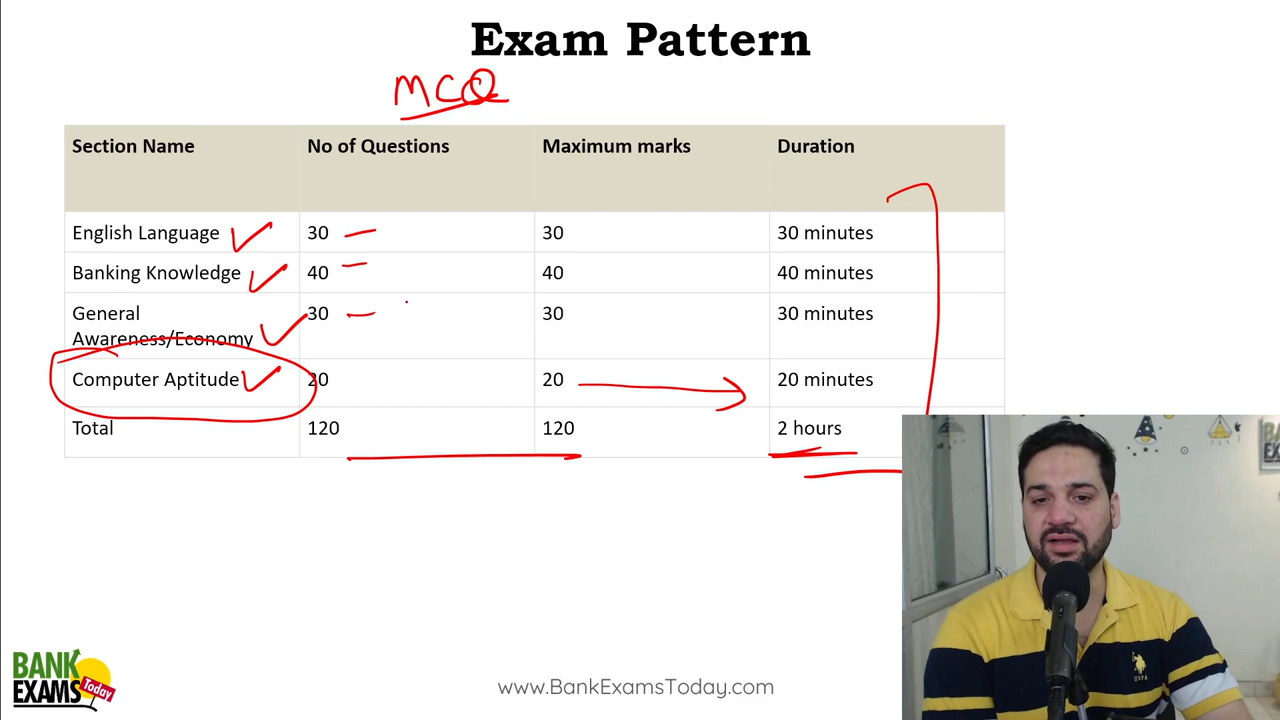 Exam Pattern
MCQ
Section Name No of Questions Maximum marks Duration
English Language 30 30 30 minutes
Banking Knowledge 40 40 40 minutes
General
Awareness/Economy 30 30 30 minutes
Computer Aptitude 20 20 20 minutes
Total 120 120 2 hours
USPA
BANK
EXAMS
Today
www.BankExamsToday.com